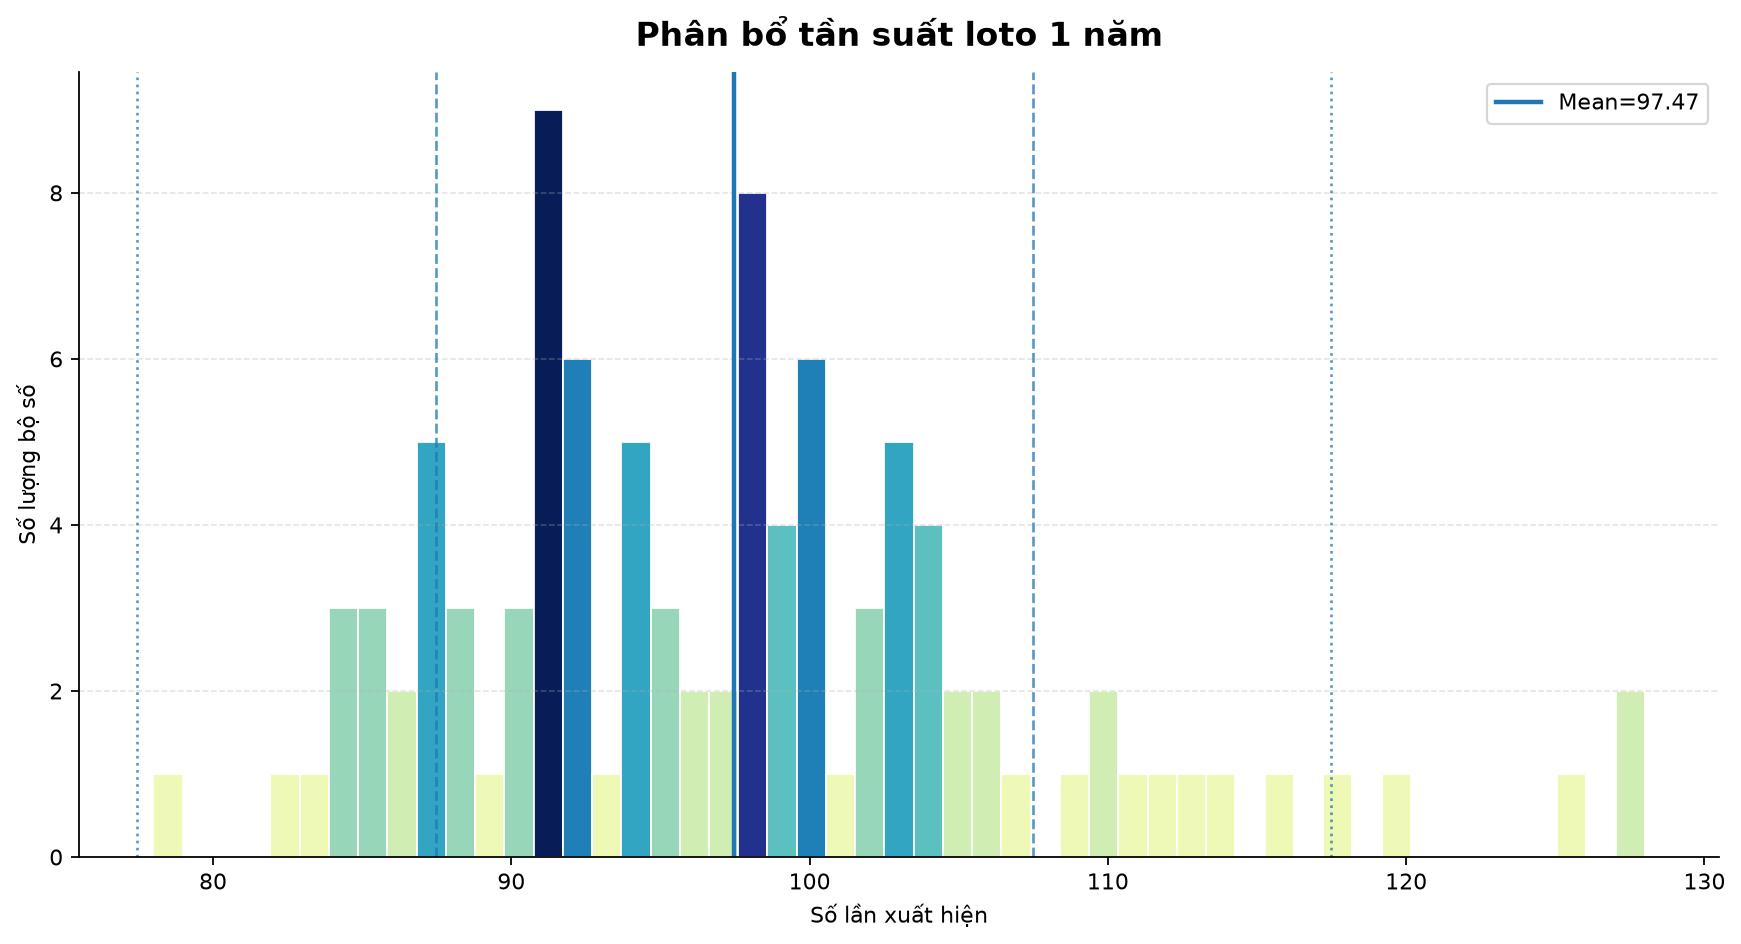 Phân bổ tần suất loto 1 năm
Mean=97.47
Số lượng bộ số
8
6
4
2
0
80 90 100 110 120 130
Số lần xuất hiện